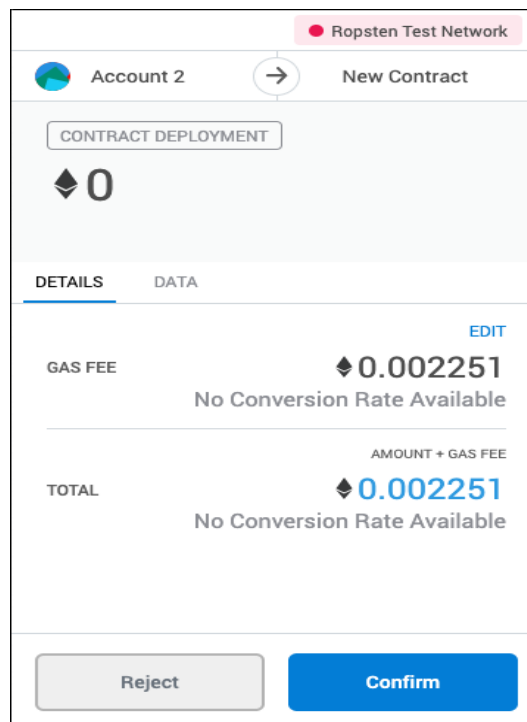 Ropsten Test Network
Account 2
New Contract
CONTRACT DEPLOYMENT
0
DETAILS DATA
EDIT
GAS FEE 0.002251
No Conversion Rate Available
AMOUNT + GAS FEE
TOTAL 0.002251
No Conversion Rate Available
Reject Confirm